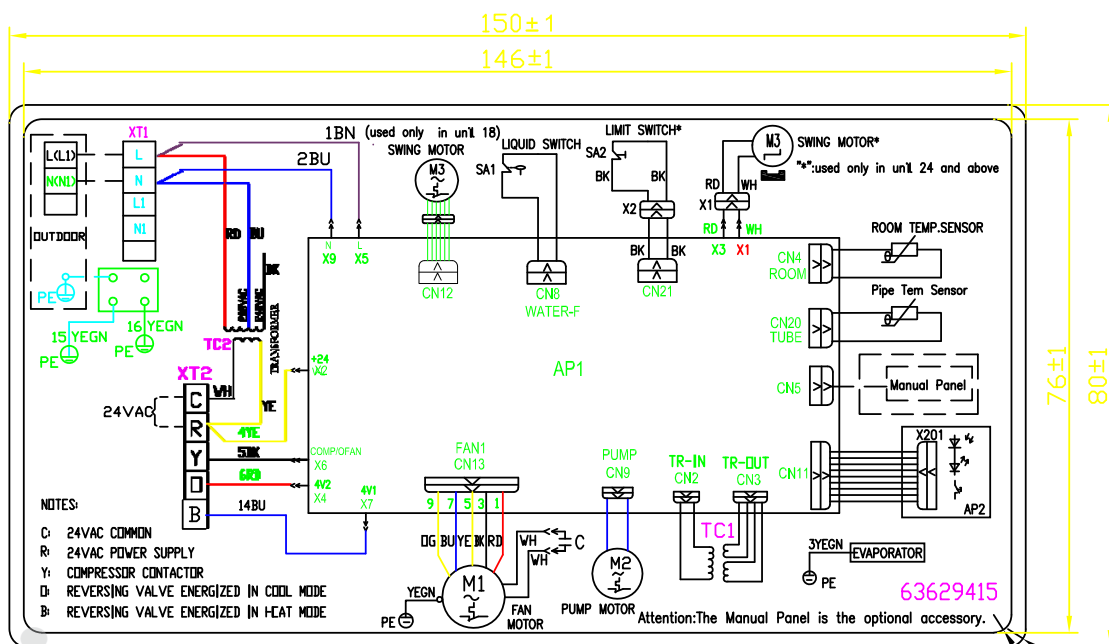 150±1
146±1
XT1
1BN (used only in unit 18)
SWING MOTOR
LIQUID SWITCH
LIMIT SWITCH*
SWING MOTOR*
"*":used only in unit 24 and above
L(L1)
N(N1)
L
N
L1
N1
OUTDOOR
PE
2BU
M3
SA1
SA2
BK
BK
X2
BK
BK
M3
RD
WH
X1
RD
WH
X3
X1
N
L
X9
X5
RD
BU
BK
CN12
CN8
WATER-F
CN21
CN4
ROOM
ROOM TEMP.SENSOR
Pipe Tem Sensor
CN20
TUBE
CN5
Manual Panel
76±1
80±1
15 YEGN
16 YEGN
PE
PE
TC2
TRANSFORMER
XT2
WH
YE
24VAC
C
R
Y
O
B
+24
X2
4YE
5BK
6RD
14BU
COMP/OFAN
X6
4V2
X4
4V1
X7
AP1
FAN1
CN13
9 7 5 3 1
OG BU YE BK RD
PUMP
CN9
TR-IN
CN2
TR-OUT
CN3
TC1
CN11
X201
AP2
WH
WH
C
M1
YEGN
PE
FAN
MOTOR
M2
PUMP MOTOR
3YEGN
EVAPORATOR
PE
63629415
NOTES:
C: 24VAC COMMON
R: 24VAC POWER SUPPLY
Y: COMPRESSOR CONTACTOR
O: REVERSING VALVE ENERGIZED IN COOL MODE
B: REVERSING VALVE ENERGIZED IN HEAT MODE
Attention:The Manual Panel is the optional accessory.